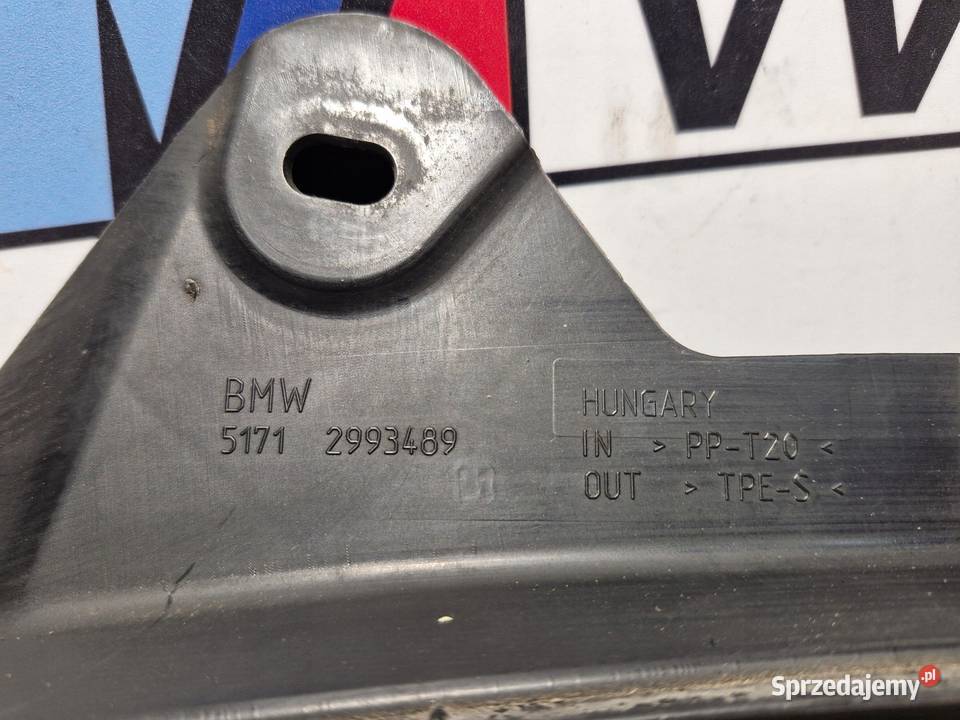 BMW
5171 2993489
HUNGARY
IN > PP-T20 <
OUT > TPE-S <
Sprzedajemy.pl